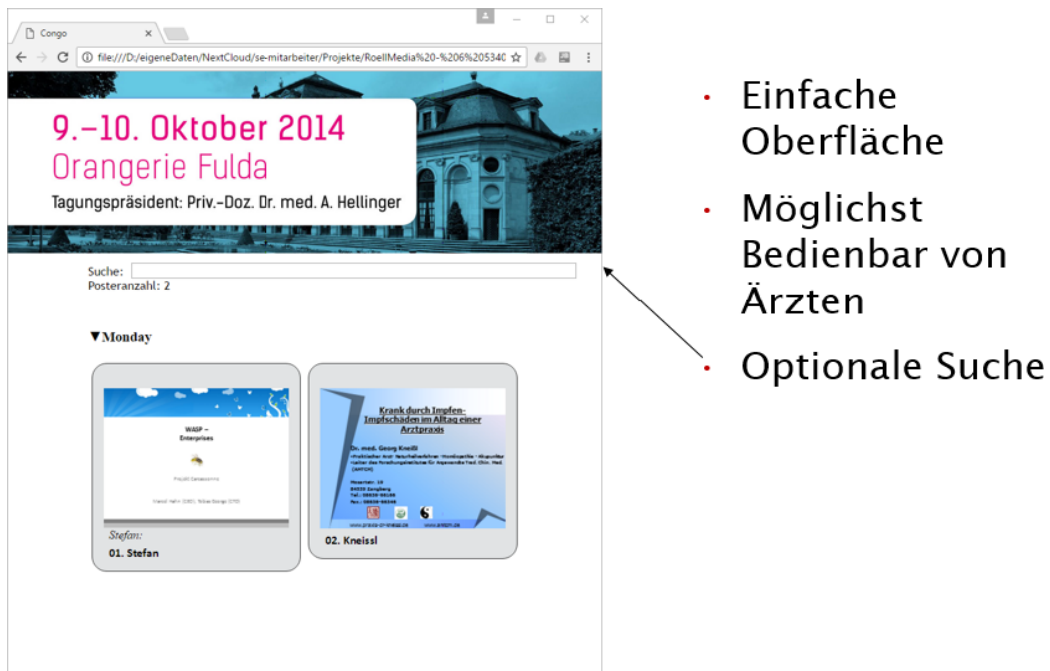 Congo
file:///D:/eigeneDaten/NextCloud/se-mitarbeiter/Projekte/RoellMedia%20-%206%20534C
9.–10. Oktober 2014
Orangerie Fulda
Tagungspräsident: Priv.-Doz. Dr. med. A. Hellinger
Suche:
Posteranzahl: 2
▼Monday
WASP –
Enterprises
Stefan:
01. Stefan
Krank durch Impfen-
Impfschäden im Alltag einer
Arztpraxis
Dr. med. Georg Kneißl
02. Kneissl
• Einfache
Oberfläche
• Möglichst
Bedienbar von
Ärzten
• Optionale Suche